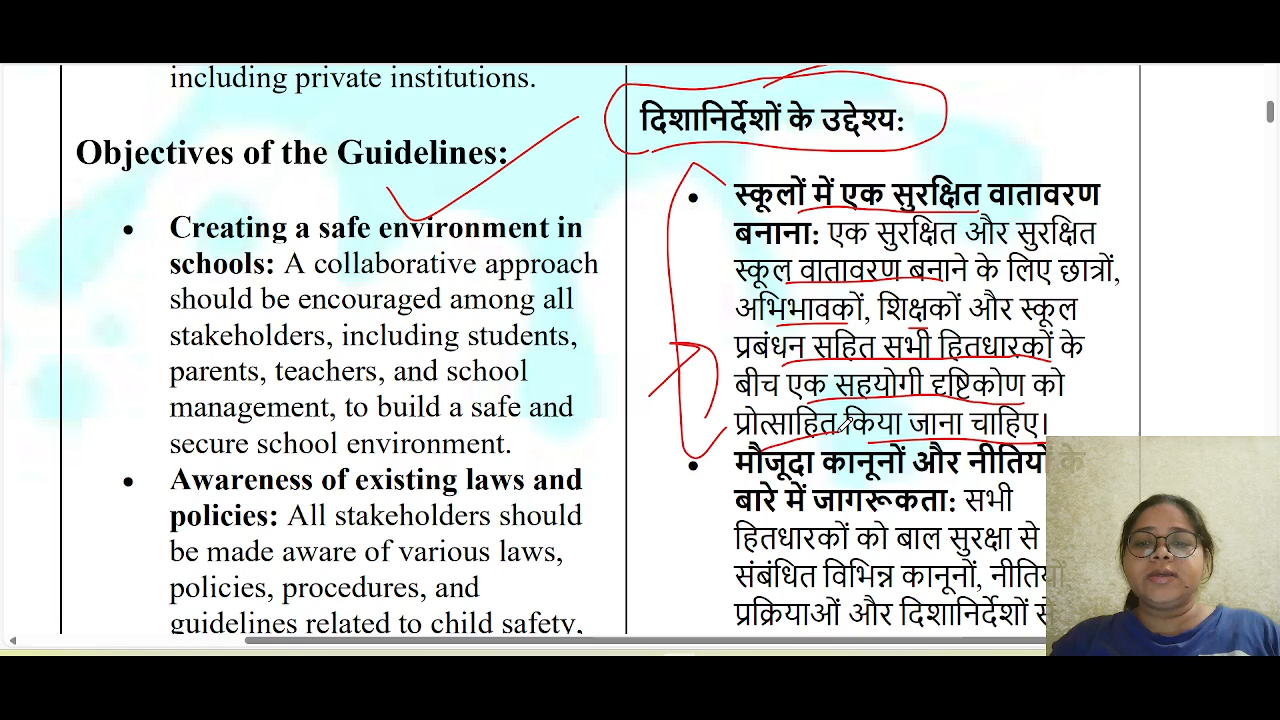 including private institutions.
Objectives of the Guidelines:
Creating a safe environment in
schools: A collaborative approach
should be encouraged among all
stakeholders, including students,
parents, teachers, and school
management, to build a safe and
secure school environment.
Awareness of existing laws and
policies: All stakeholders should
be made aware of various laws,
policies, procedures, and
guidelines related to child safety,
दिशानिर्देशों के उद्देश्य:
स्कूलों में एक सुरक्षित वातावरण
बनाना: एक सुरक्षित और सुरक्षित
स्कूल वातावरण बनाने के लिए छात्रों,
अभिभावकों, शिक्षकों और स्कूल
प्रबंधन सहित सभी हितधारकों के
बीच एक सहयोगी दृष्टिकोण को
प्रोत्साहित किया जाना चाहिए।
मौजूदा कानूनों और नीतियों के
बारे में जागरूकता: सभी
हितधारकों को बाल सुरक्षा से
संबंधित विभिन्न कानूनों, नीतियों,
प्रक्रियाओं और दिशानिर्देशों से